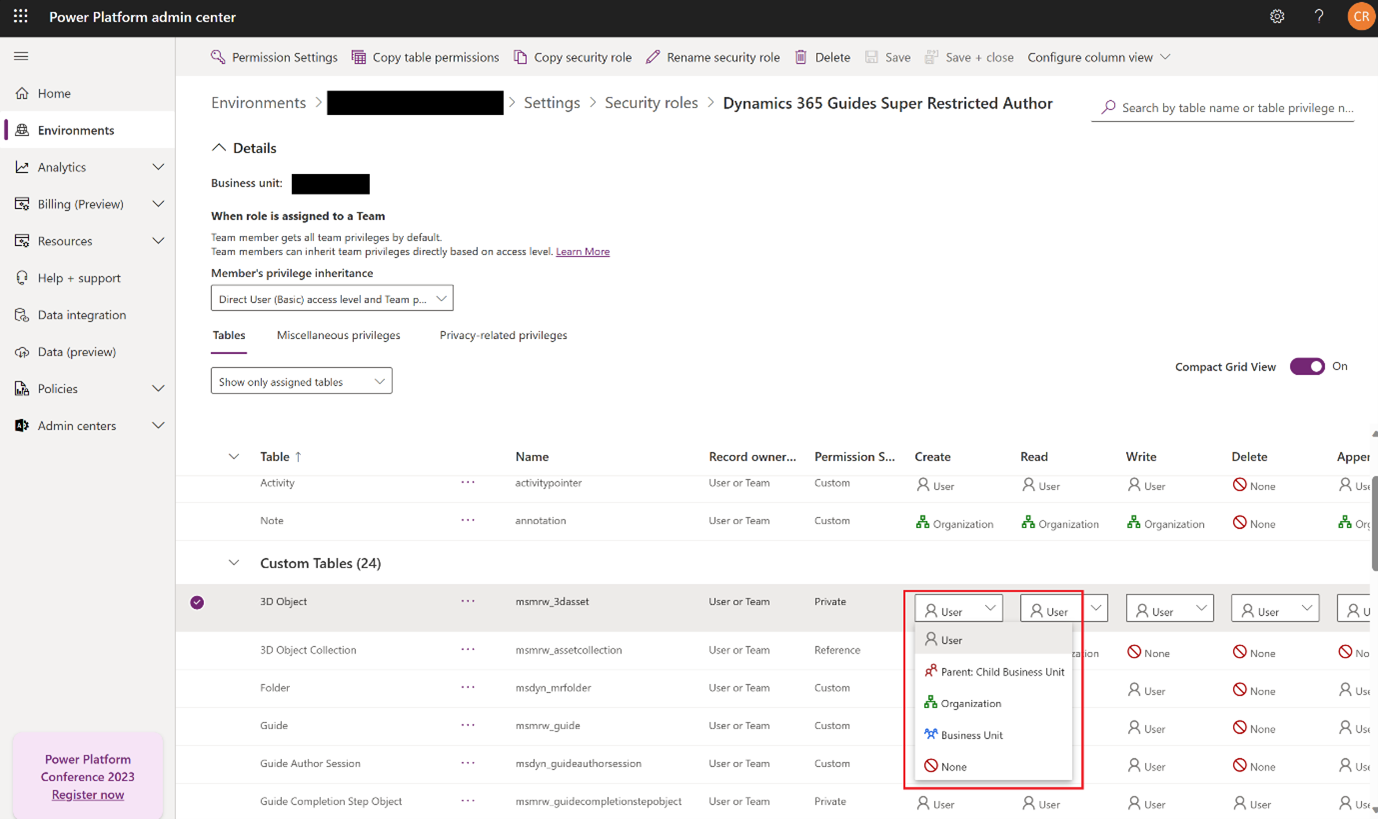 Power Platform admin center
?
CR
Permission Settings
Copy table permissions
Copy security role
Rename security role
Delete
Save
Save + close
Configure column view
Home
Environments
Analytics
Billing (Preview)
Resources
Help + support
Data integration
Data (preview)
Policies
Admin centers
Power Platform
Conference 2023
Register now
Environments > > Settings > Security roles > Dynamics 365 Guides Super Restricted Author
Search by table name or table privilege n...
Details
Business unit:
When role is assigned to a Team
Team member gets all team privileges by default.
Team members can inherit team privileges directly based on access level. Learn More
Member's privilege inheritance
Direct User (Basic) access level and Team p...
Tables Miscellaneous privileges Privacy-related privileges
Show only assigned tables
Compact Grid View On
Table ↑ Name Record owner... Permission S... Create Read Write Delete Apper
Activity ... activitypointer User or Team Custom User User User None Use
Note ... annotation User or Team Custom Organization Organization Organization None Org
Custom Tables (24)
3D Object ... msmrw_3dasset User or Team Private User User User User U
3D Object Collection ... msmrw_assetcollection User or Team Reference zation None None No
Folder ... msdyn_mrfolder User or Team Custom User None Use
Guide ... msmrw_guide User or Team Custom User None Use
Guide Author Session ... msdyn_guideauthorsession User or Team Custom User None Use
Guide Completion Step Object ... msmrw_guidecompletionstepobject User or Team Private User User User User Use
User
Parent: Child Business Unit
Organization
Business Unit
None